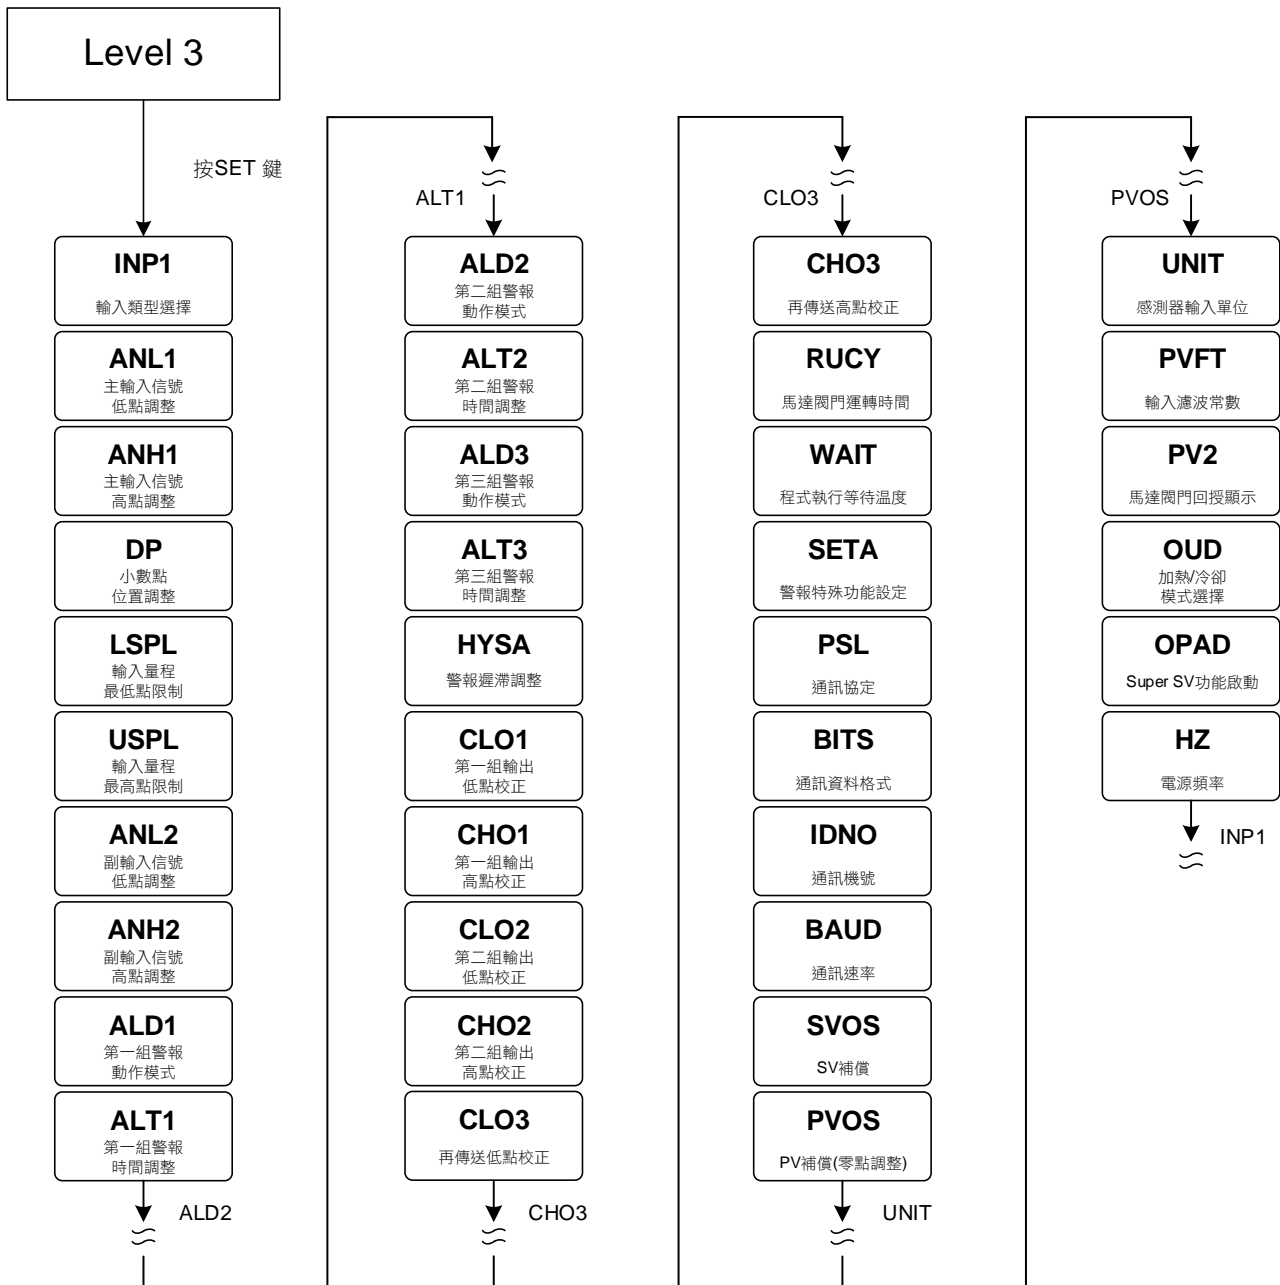 Level 3
按SET 鍵
INP1
輸入類型選擇
ANL1
主輸入信號
低點調整
ANH1
主輸入信號
高點調整
DP
小數點
位置調整
LSPL
輸入量程
最低點限制
USPL
輸入量程
最高點限制
ANL2
副輸入信號
低點調整
ANH2
副輸入信號
高點調整
ALD1
第一組警報
動作模式
ALT1
第一組警報
時間調整
ALD2
ALT1
ALD2
第二組警報
動作模式
ALT2
第二組警報
時間調整
ALD3
第三組警報
動作模式
ALT3
第三組警報
時間調整
HYSA
警報遲滯調整
CLO1
第一組輸出
低點校正
CHO1
第一組輸出
高點校正
CLO2
第二組輸出
低點校正
CHO2
第二組輸出
高點校正
CLO3
再傳送低點校正
CHO3
CLO3
CHO3
再傳送高點校正
RUCY
馬達閥門運轉時間
WAIT
程式執行等待温度
SETA
警報特殊功能設定
PSL
通訊協定
BITS
通訊資料格式
IDNO
通訊機號
BAUD
通訊速率
SVOS
SV補償
PVOS
PV補償(零點調整)
UNIT
PVOS
UNIT
感測器輸入單位
PVFT
輸入濾波常數
PV2
馬達閥門回授顯示
OUD
加熱/冷卻
模式選擇
OPAD
Super SV功能啟動
HZ
電源頻率
INP1